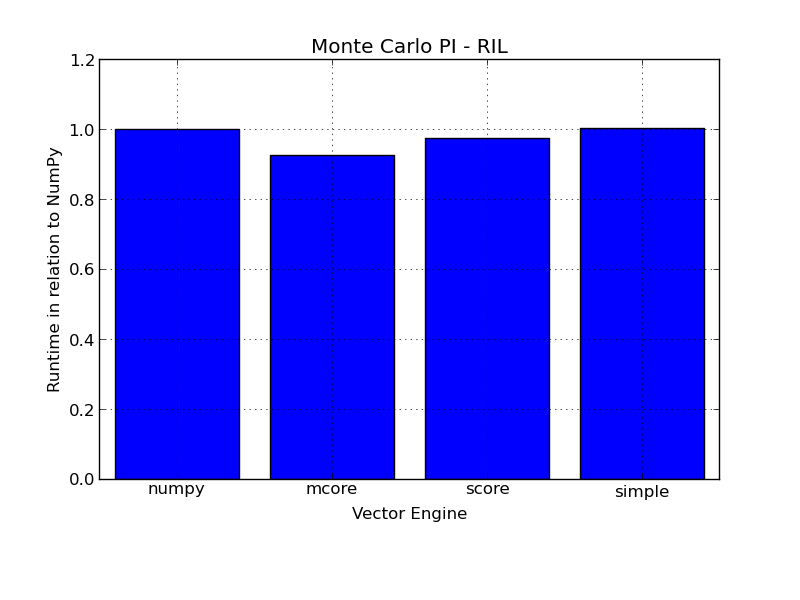 Monte Carlo PI - RIL
1.2
1.0
0.8
0.6
0.4
0.2
0.0
Runtime in relation to NumPy
numpy mcore score simple
Vector Engine